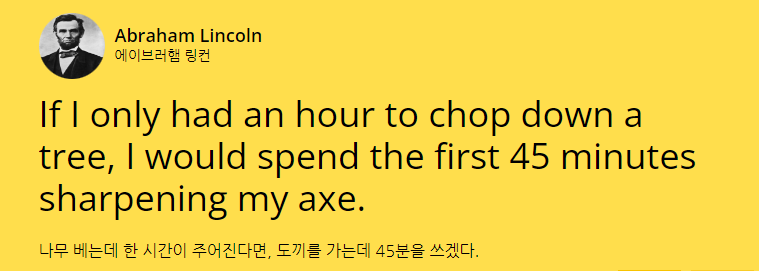 Abraham Lincoln
에이브러햄 링컨
If I only had an hour to chop down a
tree, I would spend the first 45 minutes
sharpening my axe.
나무 베는데 한 시간이 주어진다면, 도끼를 가는데 45분을 쓰겠다.